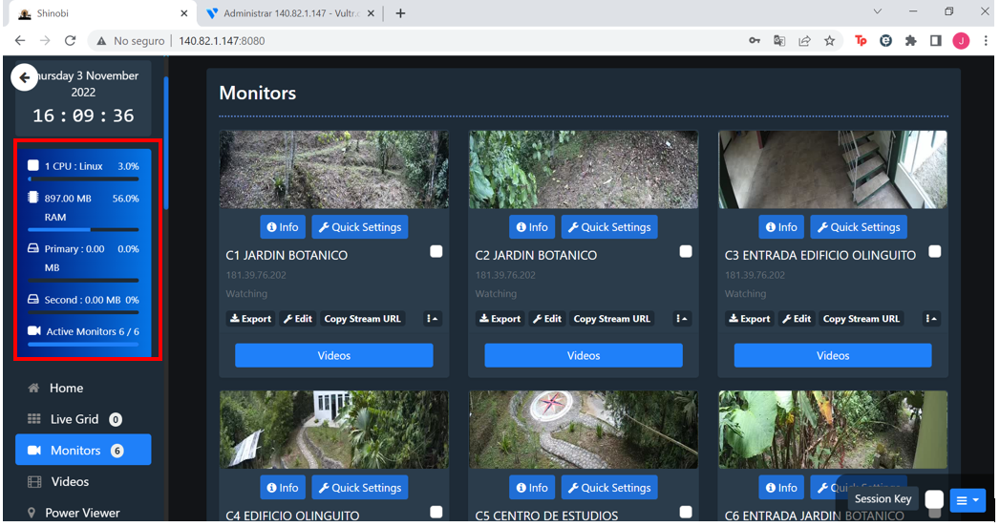 Shinobi
Administrar 140.82.1.147 - Vultr.c
No seguro
140.82.1.147:8080
Tp
J
hursday 3 November
2022
16 : 09 : 36
1 CPU : Linux 3.0%
897.00 MB 56.0%
RAM
Primary : 0.00 0.0%
MB
Second : 0.00 MB 0%
Active Monitors 6 / 6
Home
Live Grid 0
Monitors 6
Videos
Power Viewer
Monitors
Info Quick Settings
C1 JARDIN BOTANICO
181.39.76.202
Watching
Export Edit Copy Stream URL
Videos
Info Quick Settings
C2 JARDIN BOTANICO
181.39.76.202
Watching
Export Edit Copy Stream URL
Videos
Info Quick Settings
C3 ENTRADA EDIFICIO OLINGUITO
181.39.76.202
Watching
Export Edit Copy Stream URL
Videos
Info Quick Settings
C4 EDIFICIO OLINGUITO
Info Quick Settings
C5 CENTRO DE ESTUDIOS
Info
C6 ENTRADA JARDIN BOTANICO
Session Key